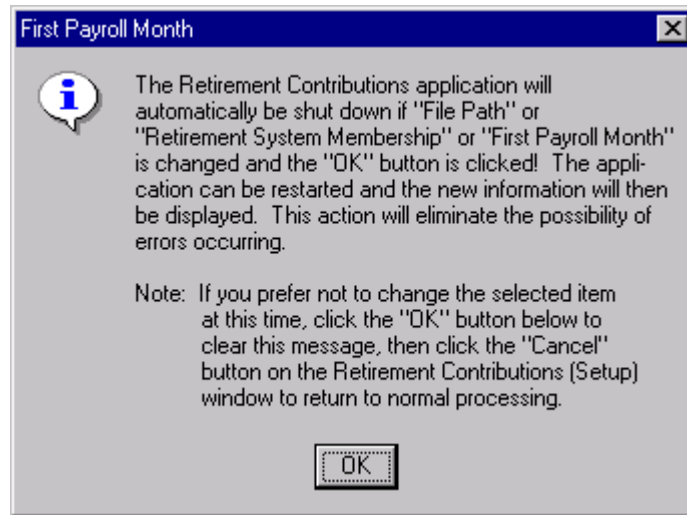 First Payroll Month
The Retirement Contributions application will
automatically be shut down if "File Path" or
"Retirement System Membership" or "First Payroll Month"
is changed and the "OK" button is clicked!  The appli-
cation can be restarted and the new information will then
be displayed.  This action will eliminate the possibility of
errors occurring.
Note:  If you prefer not to change the selected item
at this time, click the "OK" button below to
clear this message, then click the "Cancel"
button on the Retirement Contributions (Setup)
window to return to normal processing.
OK